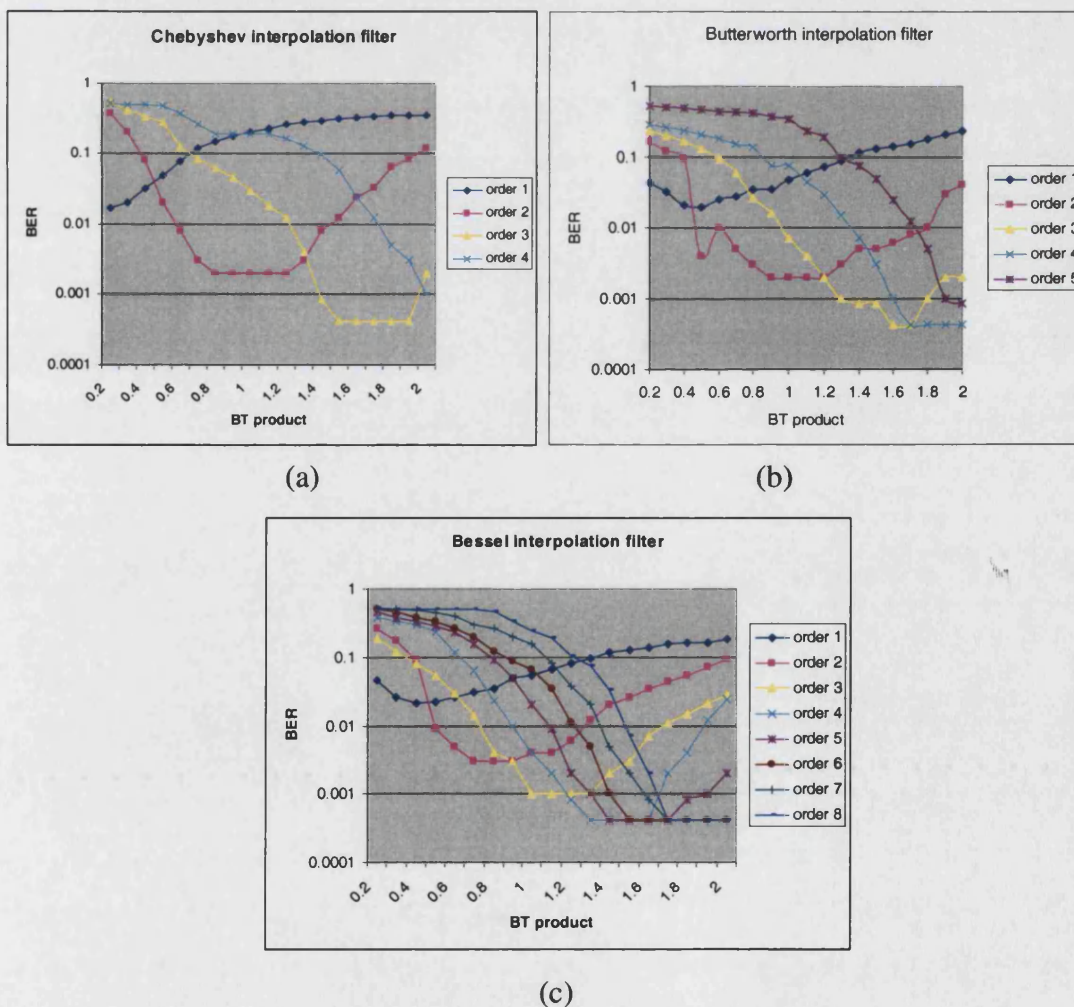 Chebyshev interpolation filter
1
0.1
0.01
0.001
0.0001
BER
0.2
0.4
0.6
0.8
1
1.2
1.4
1.6
1.8
2
BT product
order 1
order 2
order 3
order 4
(a)
Butterworth interpolation filter
1
0.1
0.01
0.001
0.0001
BER
0.2
0.4
0.6
0.8
1
1.2
1.4
1.6
1.8
2
BT product
order 1
order 2
order 3
order 4
order 5
(b)
Bessel interpolation filter
1
0.1
0.01
0.001
0.0001
BER
0.2
0.4
0.6
0.8
1
1.2
1.4
1.6
1.8
2
BT product
order 1
order 2
order 3
order 4
order 5
order 6
order 7
order 8
(c)